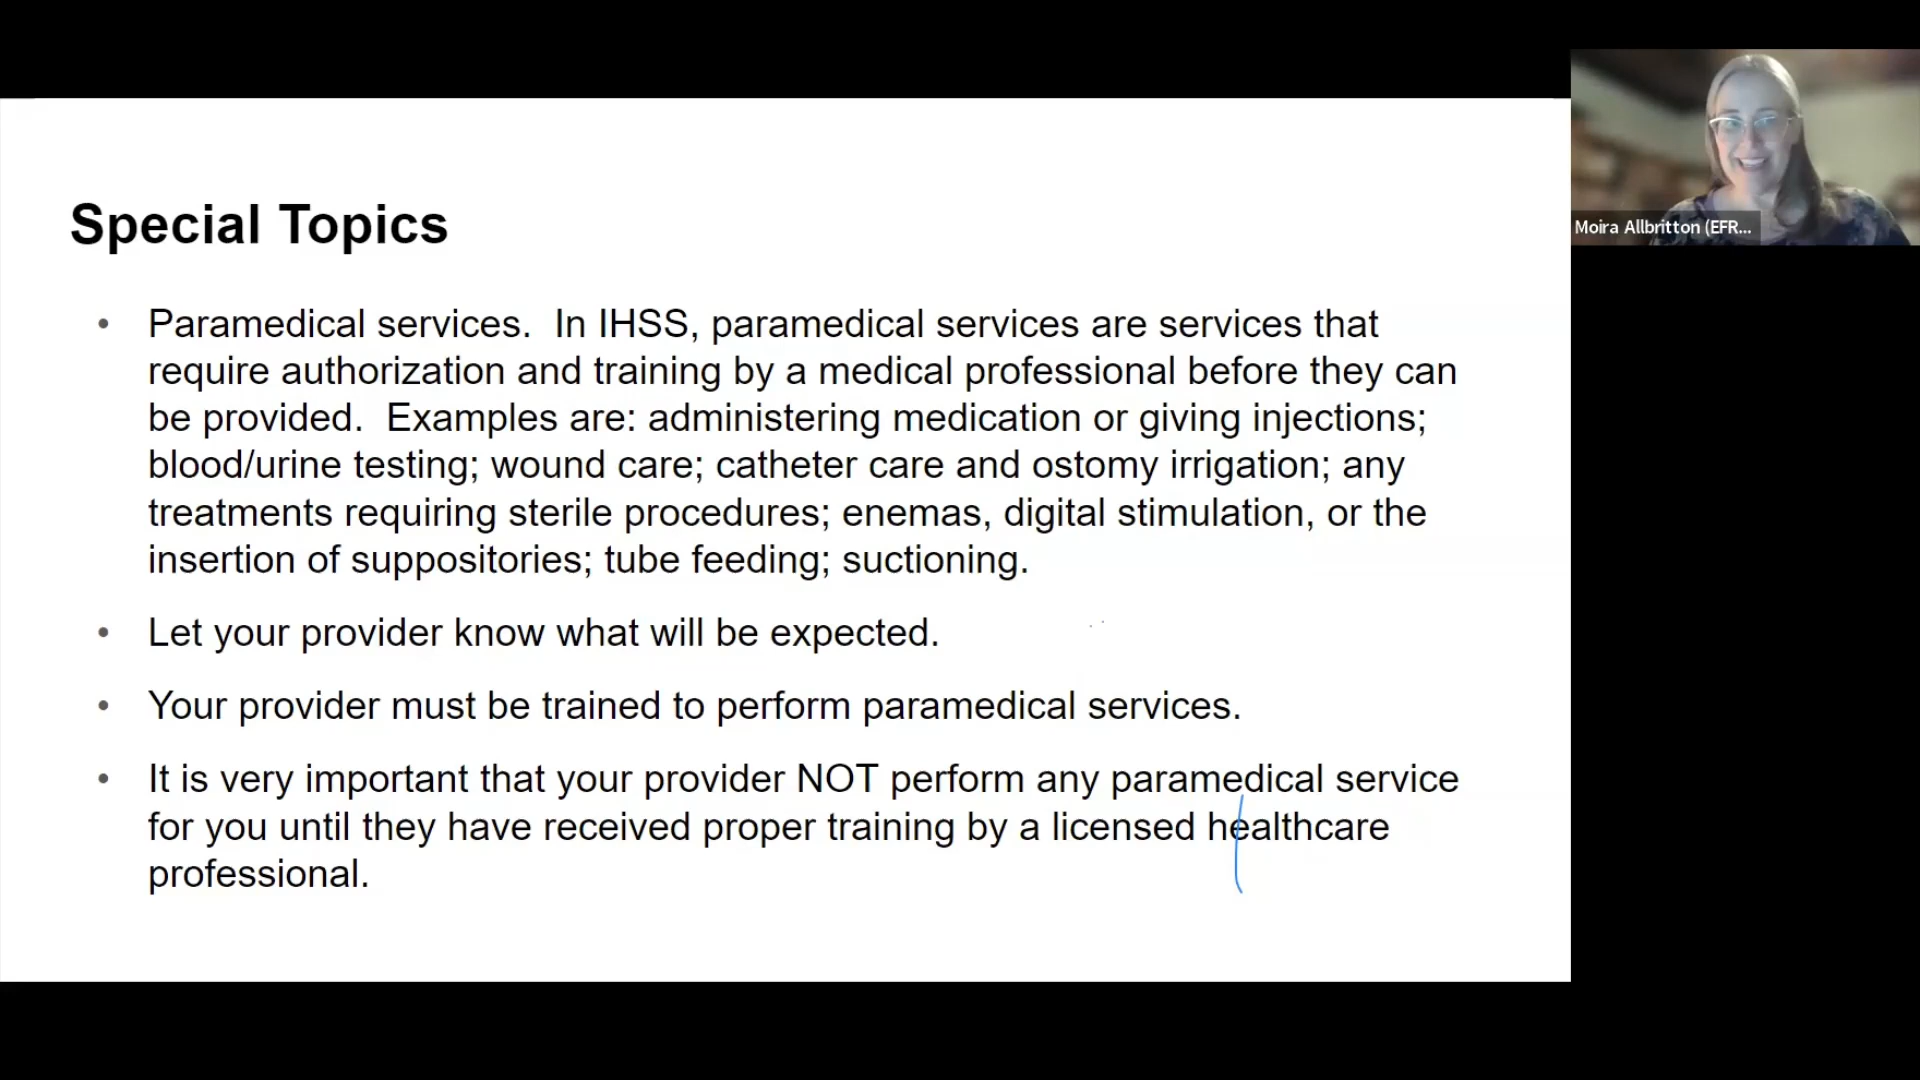 Special Topics
• Paramedical services.  In IHSS, paramedical services are services that
require authorization and training by a medical professional before they can
be provided.  Examples are: administering medication or giving injections;
blood/urine testing; wound care; catheter care and ostomy irrigation; any
treatments requiring sterile procedures; enemas, digital stimulation, or the
insertion of suppositories; tube feeding; suctioning.
• Let your provider know what will be expected.
• Your provider must be trained to perform paramedical services.
• It is very important that your provider NOT perform any paramedical service
for you until they have received proper training by a licensed healthcare
professional.
Moira Allbritton (EFR...